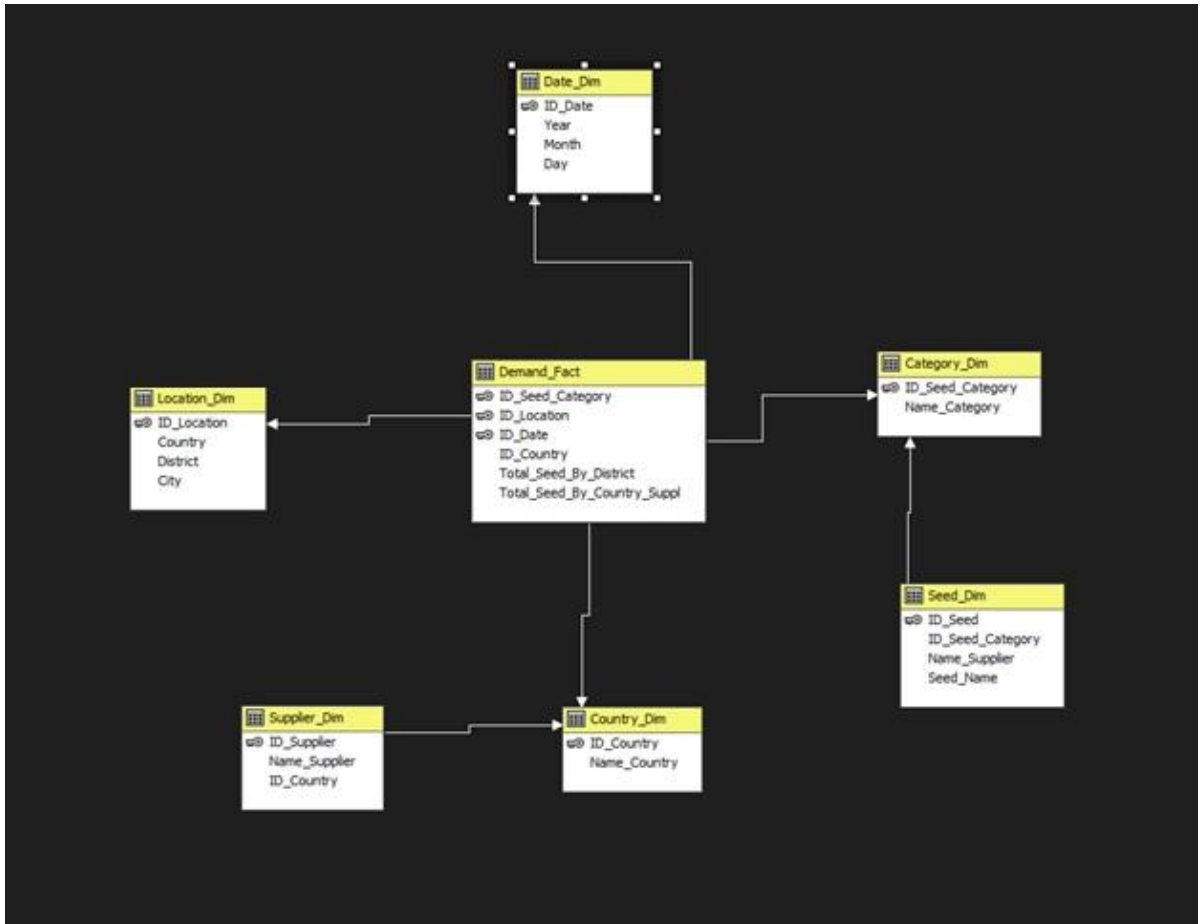 Date_Dim
ID_Date
Year
Month
Day
Demand_Fact
ID_Seed_Category
ID_Location
ID_Date
ID_Country
Total_Seed_By_District
Total_Seed_By_Country_Suppl
Category_Dim
ID_Seed_Category
Name_Category
Location_Dim
ID_Location
Country
District
City
Seed_Dim
ID_Seed
ID_Seed_Category
Name_Supplier
Seed_Name
Supplier_Dim
ID_Supplier
Name_Supplier
ID_Country
Country_Dim
ID_Country
Name_Country